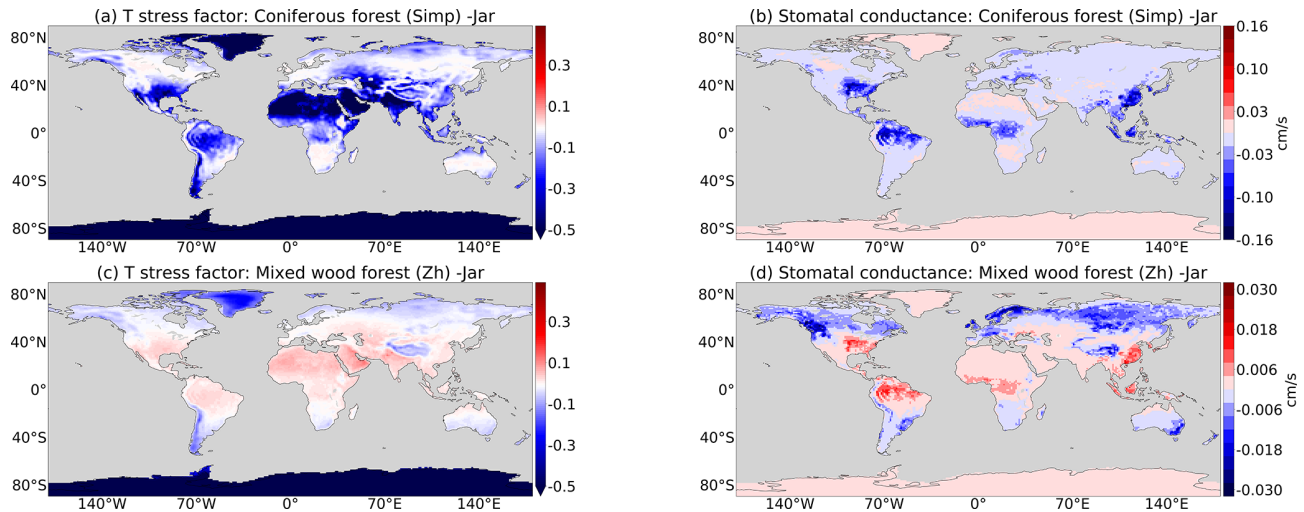 (a) T stress factor: Coniferous forest (Simp) -Jar
80°N
40°N
0°
40°S
80°S
140°W 70°W 0° 70°E 140°E
0.3
0.1
-0.1
-0.3
-0.5
(b) Stomatal conductance: Coniferous forest (Simp) -Jar
80°N
40°N
0°
40°S
80°S
140°W 70°W 0° 70°E 140°E
0.16
0.10
0.03
-0.03
-0.10
-0.16
cm/s
(c) T stress factor: Mixed wood forest (Zh) -Jar
80°N
40°N
0°
40°S
80°S
140°W 70°W 0° 70°E 140°E
0.3
0.1
-0.1
-0.3
-0.5
(d) Stomatal conductance: Mixed wood forest (Zh) -Jar
80°N
40°N
0°
40°S
80°S
140°W 70°W 0° 70°E 140°E
0.030
0.018
0.006
-0.006
-0.018
-0.030
cm/s